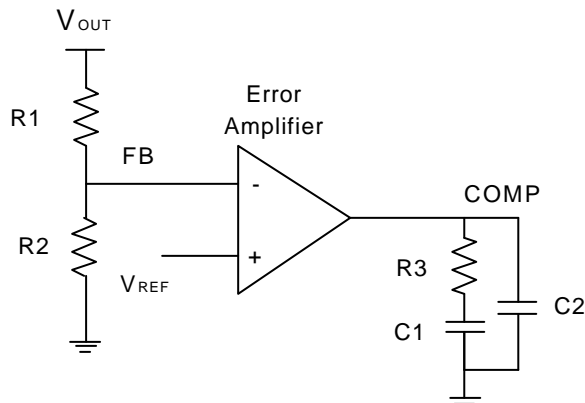 VOUT
R1
Error
Amplifier
FB
-
COMP
R2
+
R3
VREF
C2
C1